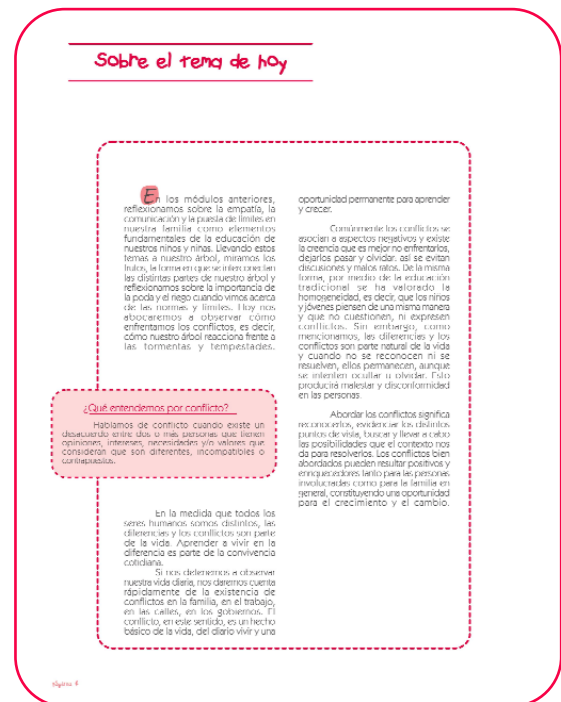 Sobre el tema de hoy
En los módulos anteriores,
reflexionamos sobre la empatía, la
comunicación y la puesta de límites en
nuestra familia como elementos
fundamentales de la educación de
nuestros niños y niñas. Llevando estos
temas a nuestro árbol, miramos los
frutos, la forma en que se interconectan
las distintas partes de nuestro árbol y
reflexionamos sobre la importancia de
la poda y el riego cuando vimos acerca
de las normas y límites. Hoy nos
abocaremos a observar cómo
enfrentamos los conflictos, es decir,
cómo nuestro árbol reacciona frente a
las tormentas y tempestades.
¿Qué entendemos por conflicto?
Hablamos de conflicto cuando existe un
desacuerdo entre dos o más personas que tienen
opiniones, intereses, necesidades y/o valores que
consideran que son diferentes, incompatibles o
contrapuestos.
En la medida que todos los
seres humanos somos distintos, las
diferencias y los conflictos son parte
de la vida. Aprender a vivir en la
diferencia es parte de la convivencia
cotidiana.
Si nos detenemos a observar
nuestra vida diaria, nos daremos cuenta
rápidamente de la existencia de
conflictos en la familia, en el trabajo,
en las calles, en los gobiernos. El
conflicto, en este sentido, es un hecho
básico de la vida, del diario vivir y una
oportunidad permanente para aprender
y crecer.
Comúnmente los conflictos se
asocian a aspectos negativos y existe
la creencia que es mejor no enfrentarlos,
dejarlos pasar y olvidar, así se evitan
discusiones y malos ratos. De la misma
forma, por medio de la educación
tradicional se ha valorado la
homogeneidad, es decir, que los niños
y jóvenes piensen de una misma manera
y que no cuestionen, ni expresen
conflictos. Sin embargo, como
mencionamos, las diferencias y los
conflictos son parte natural de la vida
y cuando no se reconocen ni se
resuelven, ellos permanecen, aunque
se intenten ocultar u olvidar. Esto
producirá malestar y disconformidad
en las personas.
Abordar los conflictos significa
reconocerlos, evidenciar los distintos
puntos de vista, buscar y llevar a cabo
las posibilidades que el contexto nos
da para resolverlos. Los conflictos bien
abordados pueden resultar positivos y
enriquecedores tanto para las personas
involucradas como para la familia en
general, constituyendo una oportunidad
para el crecimiento y el cambio.
Página 4